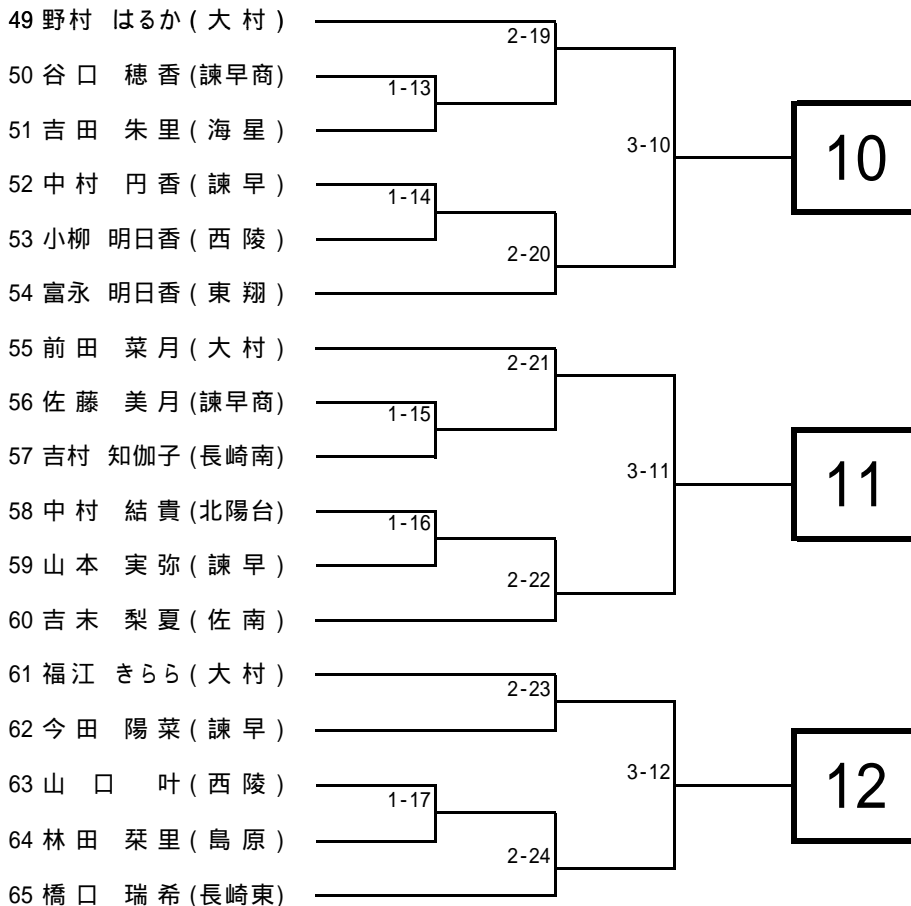 49 野村 はるか ( 大 村 )
2-19
50 谷 口 穂 香 (諫早商)
1-13
51 吉 田 朱 里 ( 海 星 )
3-10
10
52 中 村 円 香 ( 諫 早 )
1-14
53 小柳 明日香 ( 西 陵 )
2-20
54 富永 明日香 ( 東 翔 )
55 前 田 菜 月 ( 大 村 )
2-21
56 佐 藤 美 月 (諫早商)
1-15
57 吉村 知伽子 (長崎南)
3-11
11
58 中 村 結 貴 (北陽台)
1-16
59 山 本 実 弥 ( 諫 早 )
2-22
60 吉 末 梨 夏 ( 佐 南 )
61 福江 きらら ( 大 村 )
2-23
62 今 田 陽 菜 ( 諫 早 )
3-12
12
63 山 口 叶 ( 西 陵 )
1-17
64 林 田 栞 里 ( 島 原 )
2-24
65 橋 口 瑞 希 (長崎東)